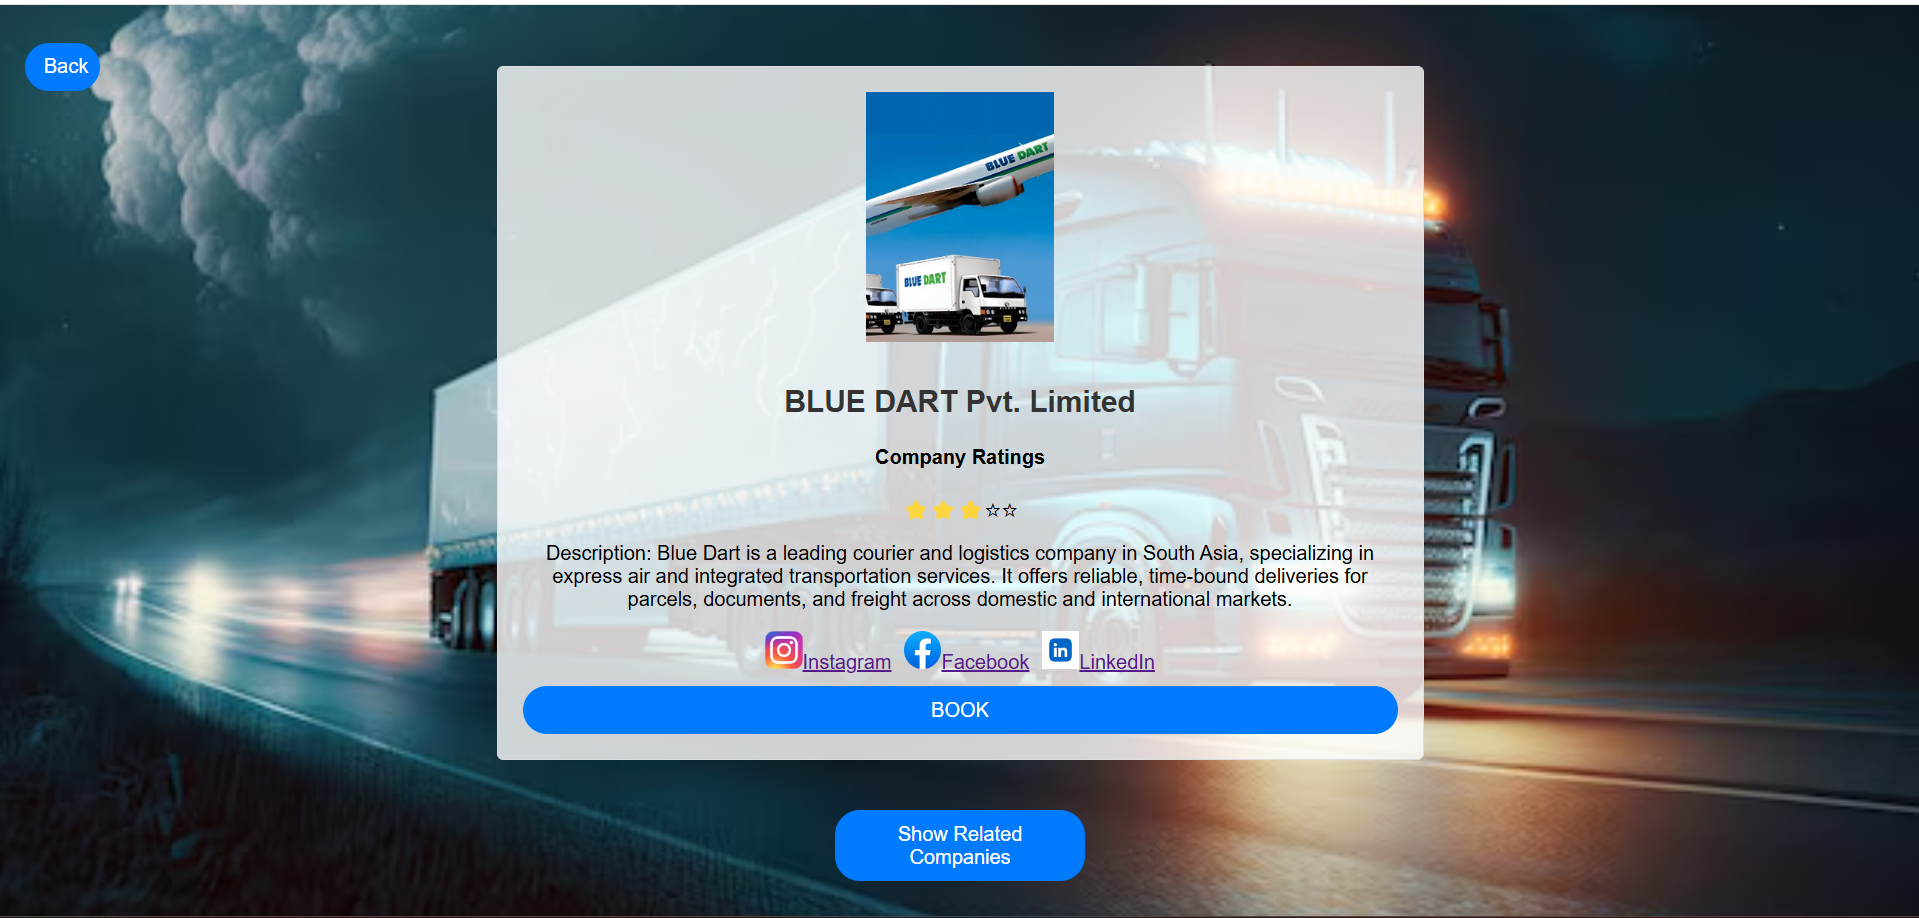 Back
BLUE DART
BLUE DART
BLUE DART Pvt. Limited
Company Ratings
Description: Blue Dart is a leading courier and logistics company in South Asia, specializing in
express air and integrated transportation services. It offers reliable, time-bound deliveries for
parcels, documents, and freight across domestic and international markets.
Instagram Facebook LinkedIn
BOOK
Show Related
Companies